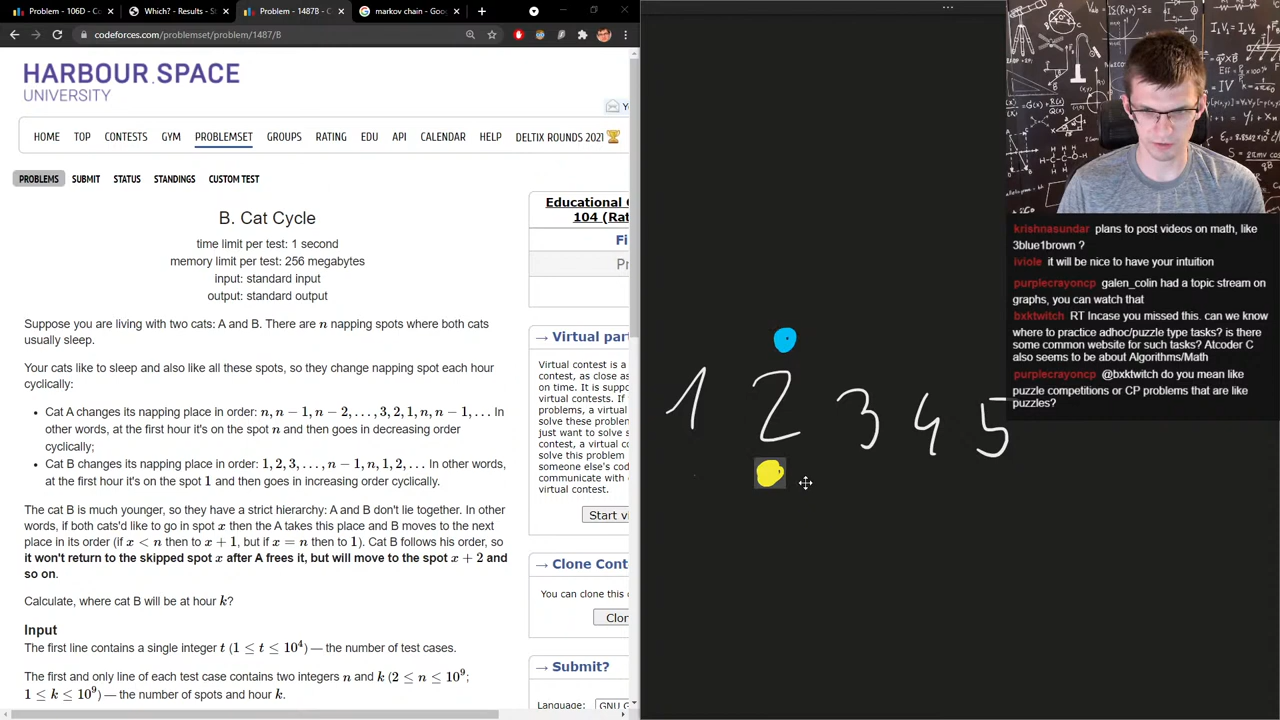 Problem - 106D - Co
Which? - Results - S
Problem - 1487B - C
markov chain - Goo
codeforces.com/problemset/problem/1487/B
HARBOUR.SPACE
UNIVERSITY
HOME TOP CONTESTS GYM PROBLEMSET GROUPS RATING EDU API CALENDAR HELP DELTIX ROUNDS 2021
PROBLEMS SUBMIT STATUS STANDINGS CUSTOM TEST
B. Cat Cycle
time limit per test: 1 second
memory limit per test: 256 megabytes
input: standard input
output: standard output
Suppose you are living with two cats: A and B. There are n napping spots where both cats
usually sleep.
Your cats like to sleep and also like all these spots, so they change napping spot each hour
cyclically:
• Cat A changes its napping place in order: n, n − 1, n − 2, . . . , 3, 2, 1, n, n − 1, . . . In
other words, at the first hour it's on the spot n and then goes in decreasing order
cyclically;
• Cat B changes its napping place in order: 1, 2, 3, . . . , n − 1, n, 1, 2, . . . In other words,
at the first hour it's on the spot 1 and then goes in increasing order cyclically.
The cat B is much younger, so they have a strict hierarchy: A and B don't lie together. In other
words, if both cats'd like to go in spot x then the A takes this place and B moves to the next
place in its order (if x < n then to x + 1, but if x = n then to 1). Cat B follows his order, so
it won't return to the skipped spot x after A frees it, but will move to the spot x + 2 and
so on.
Calculate, where cat B will be at hour k?
Input
The first line contains a single integer t (1 ≤ t ≤ 10⁴) — the number of test cases.
The first and only line of each test case contains two integers n and k (2 ≤ n ≤ 10⁹;
1 ≤ k ≤ 10⁹) — the number of spots and hour k.
Educational
104 (Ra
Fi
→ Virtual par
Virtual contest is a
contest, as close as
on time. It is supp
virtual contests. If
problems, a virtual
just want to solve s
contest, a virtual co
solve this problem
someone else's cod
communicate with
virtual contest.
Start vi
→ Clone Cont
You can clone this
Clon
→ Submit?
Language: GNU G
1 2 3 4 5
krishnasundar plans to post videos on math, like
3blue1brown ?
iviole it will be nice to have your intuition
purplecrayoncp galen_colin had a topic stream on
graphs, you can watch that
bxktwitch RT Incase you missed this. can we know
where to practice adhoc/puzzle type tasks? is there
some common website for such tasks? Atcoder C
also seems to be about Algorithms/Math
purplecrayoncp @bxktwitch do you mean like
puzzle competitions or CP problems that are like
puzzles?